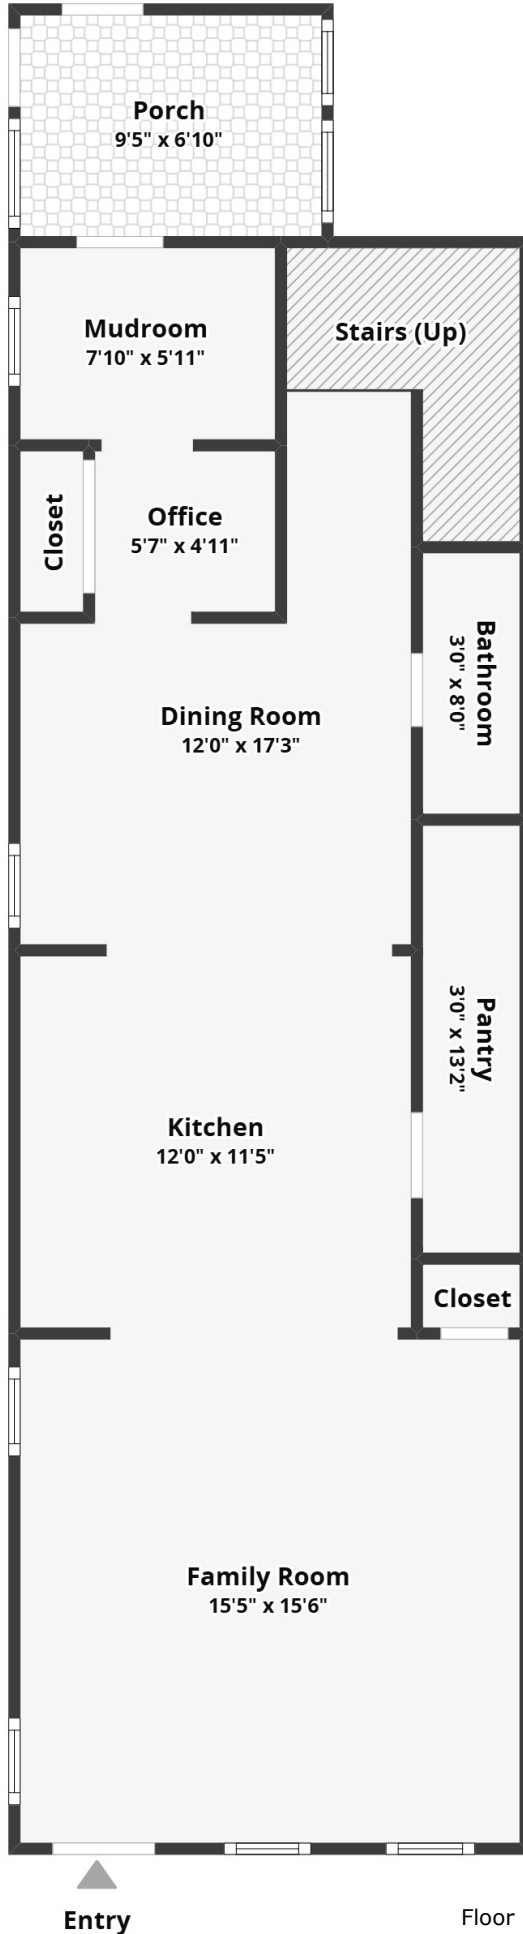 Porch
9'5" x 6'10"
Mudroom
7'10" x 5'11"
Stairs (Up)
Closet
Office
5'7" x 4'11"
Bathroom
3'0" x 8'0"
Dining Room
12'0" x 17'3"
Pantry
3'0" x 13'2"
Kitchen
12'0" x 11'5"
Closet
Family Room
15'5" x 15'6"
Entry
Floor